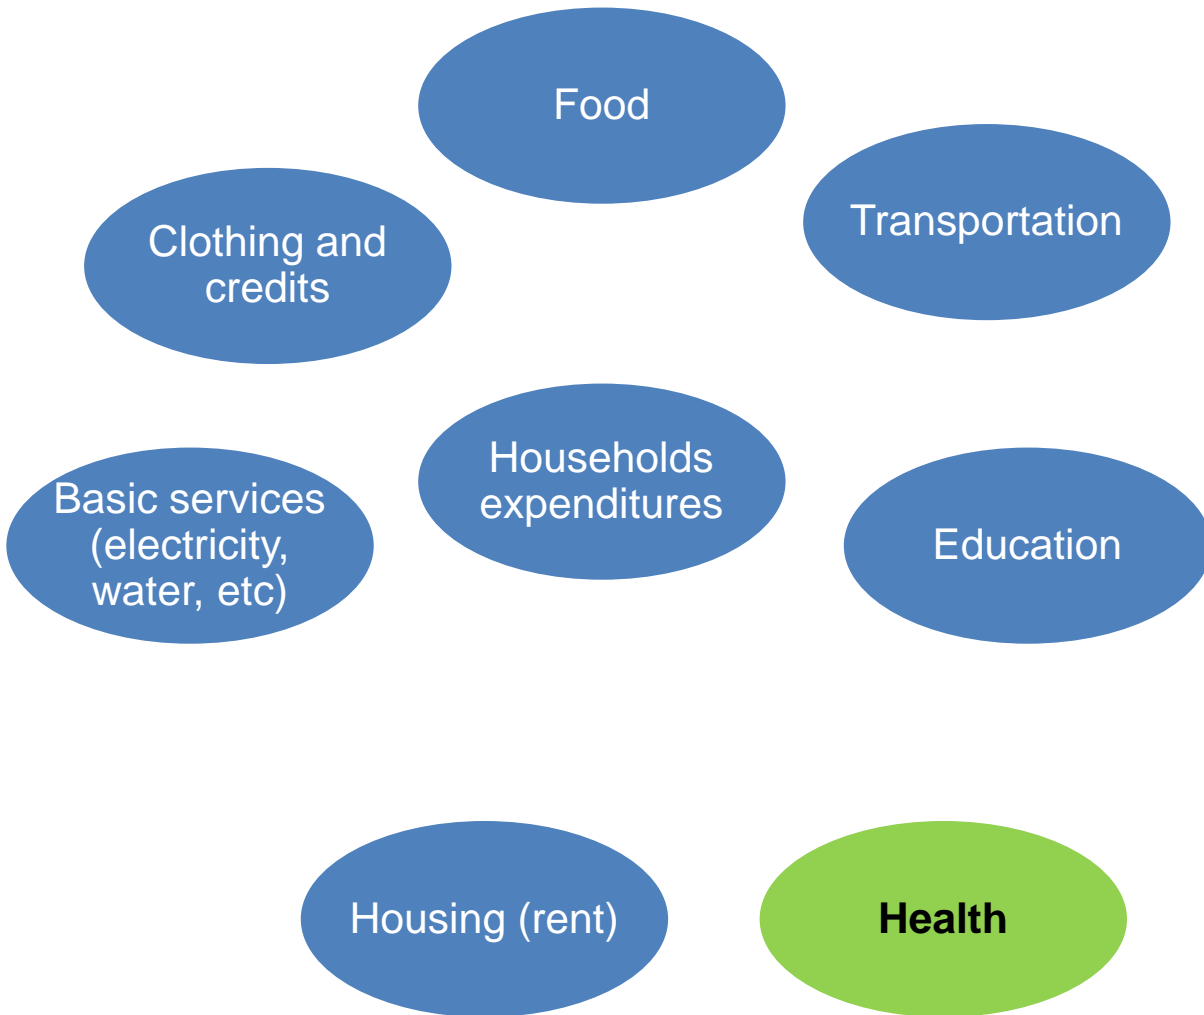 Food
Transportation
Clothing and
credits
Households
expenditures
Basic services
(electricity,
water, etc)
Education
Housing (rent)
Health